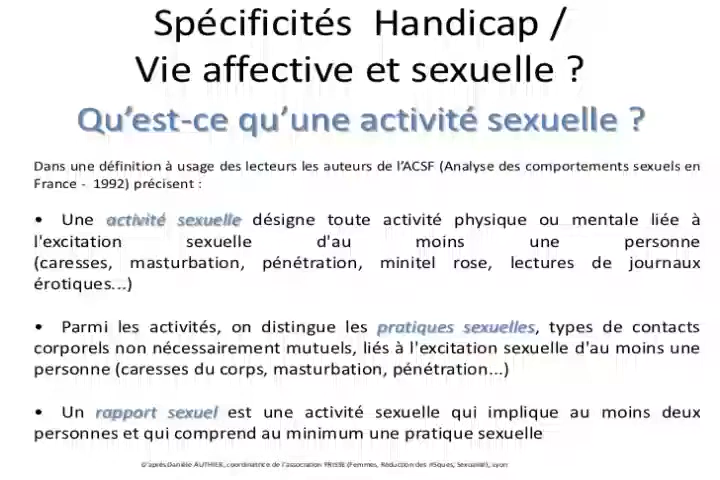 Spécificités Handicap /
Vie affective et sexuelle ?
Qu'est-ce qu'une activité sexuelle ?
Dans une définition à usage des lecteurs les auteurs de l'ACSF (Analyse des comportements sexuels en
France - 1992) précisent :
• Une activité sexuelle désigne toute activité physique ou mentale liée à
l'excitation sexuelle d'au moins une personne
(caresses, masturbation, pénétration, minitel rose, lectures de journaux
érotiques...)
• Parmi les activités, on distingue les pratiques sexuelles, types de contacts
corporels non nécessairement mutuels, liés à l'excitation sexuelle d'au moins une
personne (caresses du corps, masturbation, pénétration...)
• Un rapport sexuel est une activité sexuelle qui implique au moins deux
personnes et qui comprend au minimum une pratique sexuelle
D'après Danièle AUTHIER, coordinatrice de l'association FRISSE (Femmes, Réduction des rISques, Sexualité), Lyon